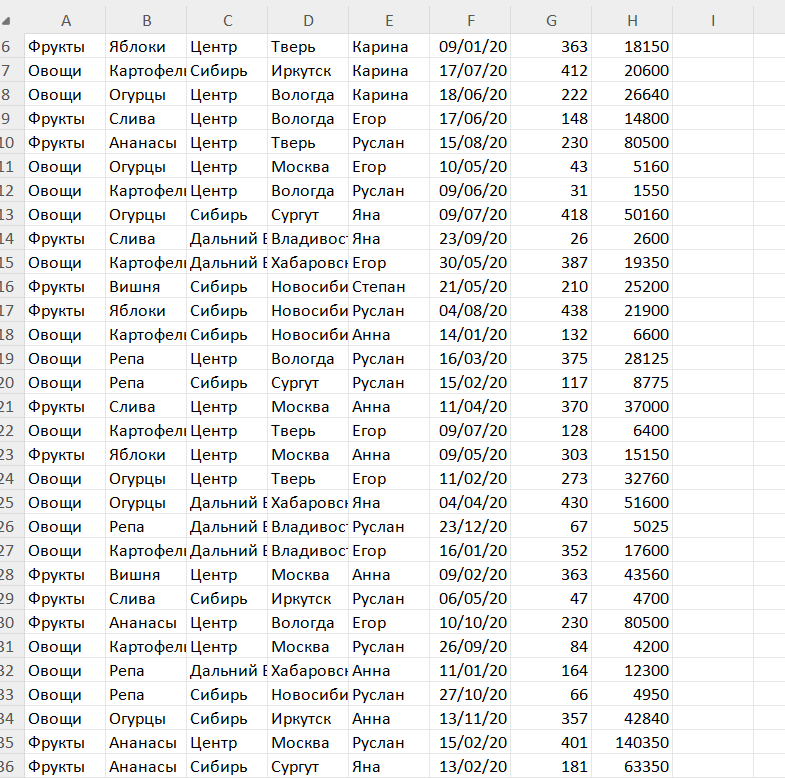 A B C D E F G H I
6 Фрукты Яблоки Центр Тверь Карина 09/01/20 363 18150
7 Овощи Картофел Сибирь Иркутск Карина 17/07/20 412 20600
8 Овощи Огурцы Центр Вологда Карина 18/06/20 222 26640
9 Фрукты Слива Центр Вологда Егор 17/06/20 148 14800
10 Фрукты Ананасы Центр Тверь Руслан 15/08/20 230 80500
11 Овощи Огурцы Центр Москва Егор 10/05/20 43 5160
12 Овощи Картофел Центр Вологда Руслан 09/06/20 31 1550
13 Овощи Огурцы Сибирь Сургут Яна 09/07/20 418 50160
14 Фрукты Слива Дальний В Владивос Яна 23/09/20 26 2600
15 Овощи Картофел Дальний В Хабаровс Егор 30/05/20 387 19350
16 Фрукты Вишня Сибирь Новосиби Степан 21/05/20 210 25200
17 Фрукты Яблоки Сибирь Новосиби Руслан 04/08/20 438 21900
18 Овощи Картофел Сибирь Новосиби Анна 14/01/20 132 6600
19 Овощи Репа Центр Вологда Руслан 16/03/20 375 28125
20 Овощи Репа Сибирь Сургут Руслан 15/02/20 117 8775
21 Фрукты Слива Центр Москва Анна 11/04/20 370 37000
22 Овощи Картофел Центр Тверь Егор 09/07/20 128 6400
23 Фрукты Яблоки Центр Москва Анна 09/05/20 303 15150
24 Овощи Огурцы Центр Тверь Егор 11/02/20 273 32760
25 Овощи Огурцы Дальний В Хабаровс Яна 04/04/20 430 51600
26 Овощи Репа Дальний В Владивос Руслан 23/12/20 67 5025
27 Овощи Картофел Дальний В Владивос Егор 16/01/20 352 17600
28 Фрукты Вишня Центр Москва Анна 09/02/20 363 43560
29 Фрукты Слива Сибирь Иркутск Руслан 06/05/20 47 4700
30 Фрукты Ананасы Центр Вологда Егор 10/10/20 230 80500
31 Овощи Картофел Центр Москва Руслан 26/09/20 84 4200
32 Овощи Репа Дальний В Хабаровс Анна 11/01/20 164 12300
33 Овощи Репа Сибирь Новосиби Руслан 27/10/20 66 4950
34 Овощи Огурцы Сибирь Иркутск Анна 13/11/20 357 42840
35 Фрукты Ананасы Центр Москва Руслан 15/02/20 401 140350
36 Фрукты Ананасы Сибирь Сургут Яна 13/02/20 181 63350